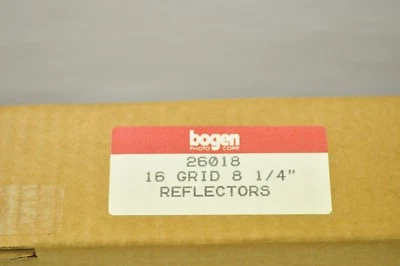 bogen
PHOTO CORP
26018
16 GRID 8 1/4"
REFLECTORS